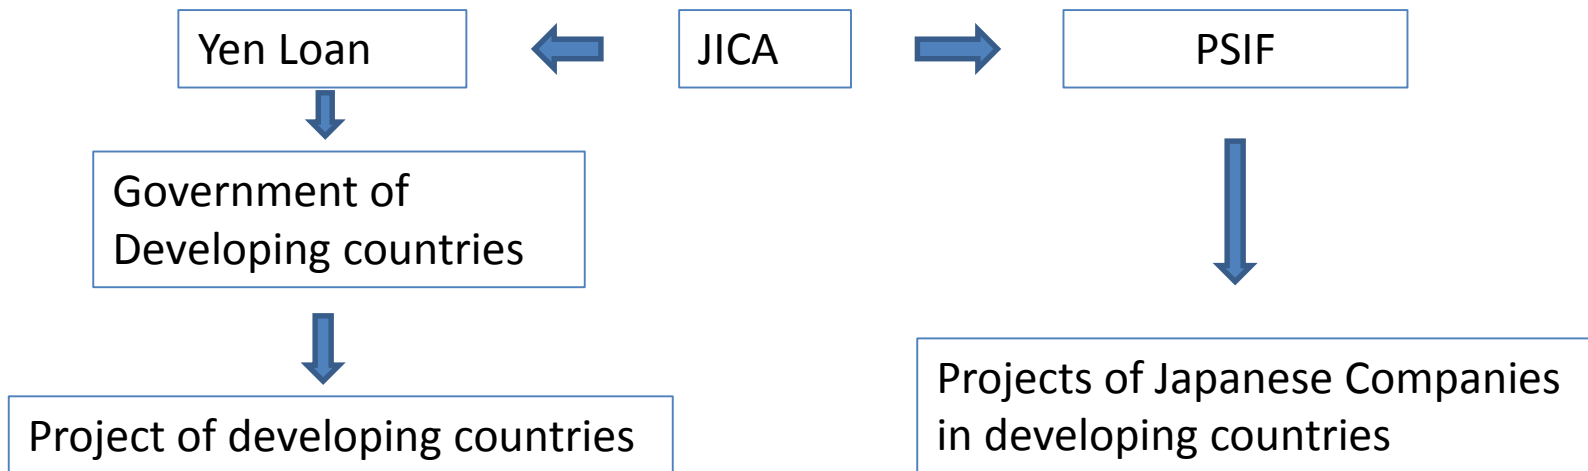 Yen Loan
JICA
PSIF
Government of
Developing countries
Project of developing countries
Projects of Japanese Companies
in developing countries